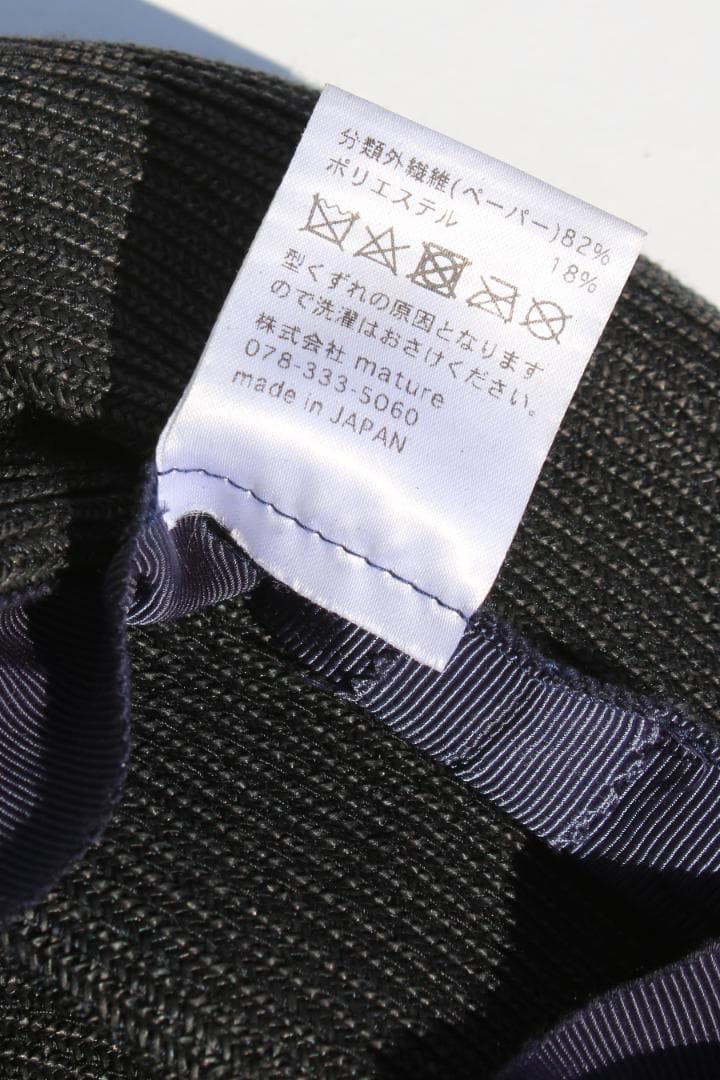 分類外繊維(ペーパー)82%
ポリエステル 18%
型くずれの原因となります
ので洗濯はおさけください。
株式会社 mature
078-333-5060
made in JAPAN